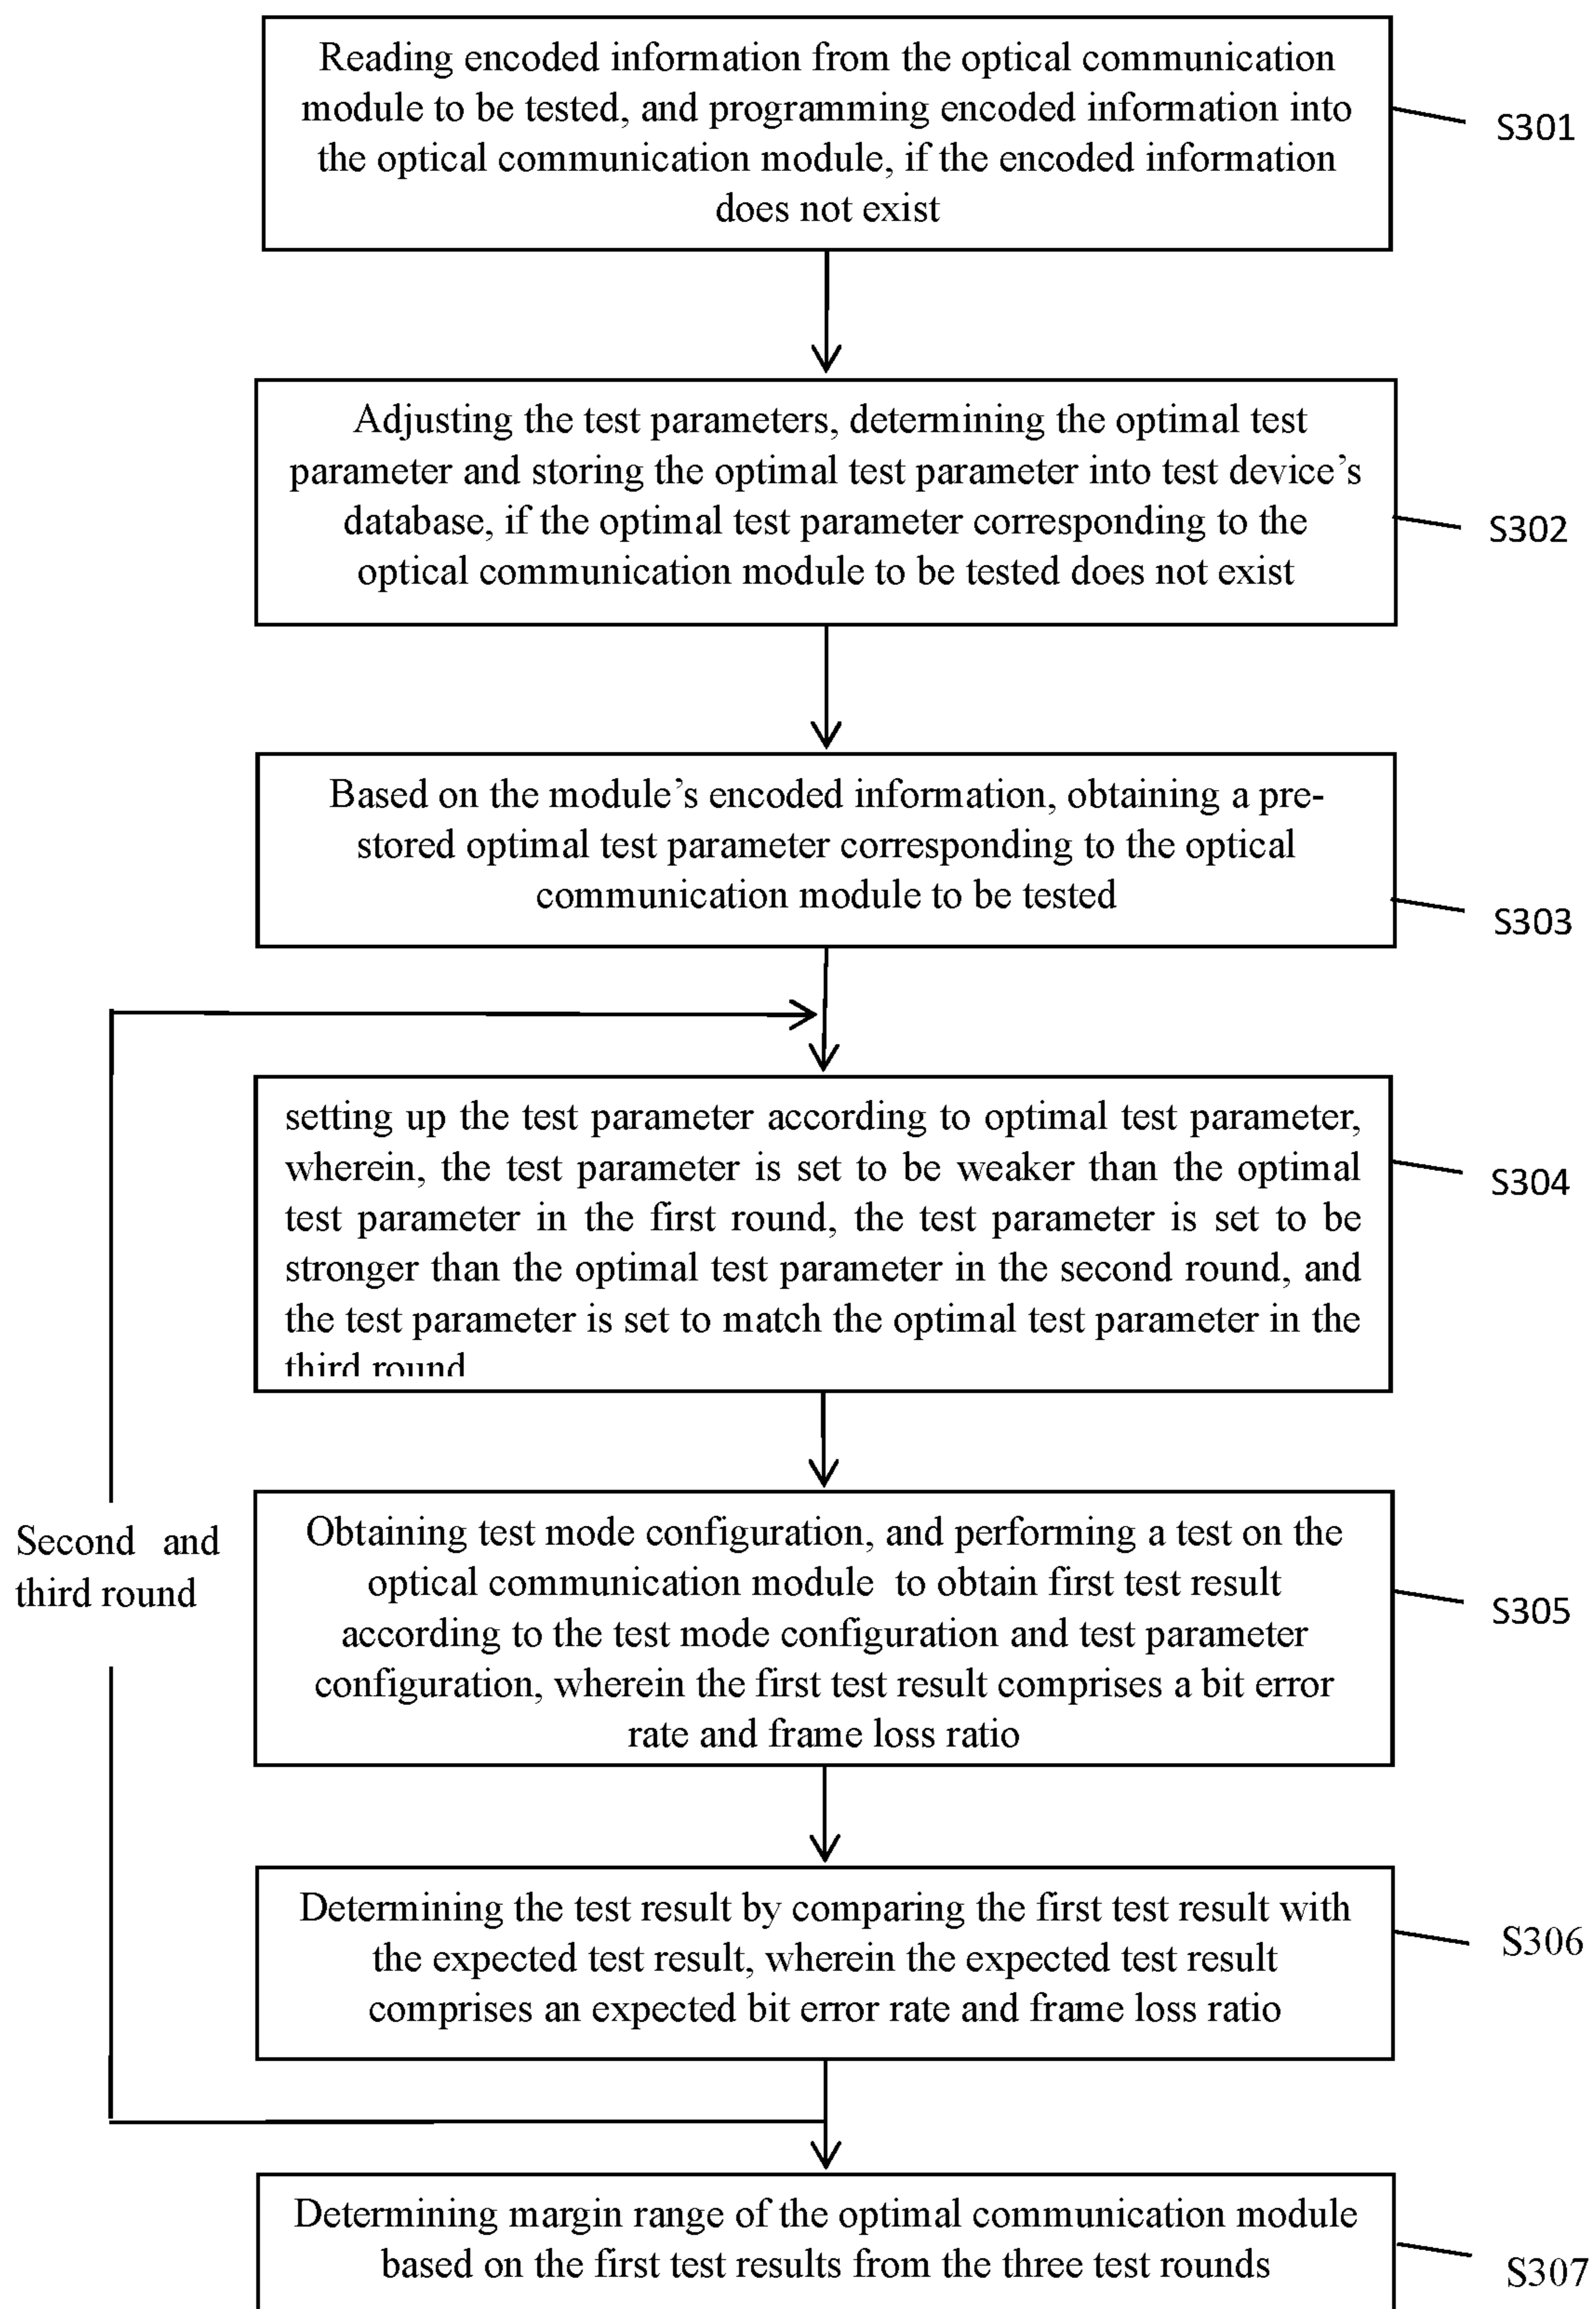 Reading encoded information from the optical communication
module to be tested, and programming encoded information into
the optical communication module, if the encoded information
does not exist
S301
Adjusting the test parameters, determining the optimal test
parameter and storing the optimal test parameter into test device’s
database, if the optimal test parameter corresponding to the
optical communication module to be tested does not exist
S302
Based on the module’s encoded information, obtaining a pre-
stored optimal test parameter corresponding to the optical
communication module to be tested
S303
setting up the test parameter according to optimal test parameter,
wherein, the test parameter is set to be weaker than the optimal
test parameter in the first round, the test parameter is set to be
stronger than the optimal test parameter in the second round, and
the test parameter is set to match the optimal test parameter in the
third round
S304
Second and
third round
Obtaining test mode configuration, and performing a test on the
optical communication module to obtain first test result
according to the test mode configuration and test parameter
configuration, wherein the first test result comprises a bit error
rate and frame loss ratio
S305
Determining the test result by comparing the first test result with
the expected test result, wherein the expected test result
comprises an expected bit error rate and frame loss ratio
S306
Determining margin range of the optimal communication module
based on the first test results from the three test rounds
S307